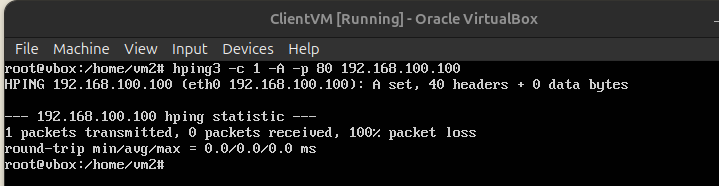 ClientVM [Running] - Oracle VirtualBox
File Machine View Input Devices Help
root@vbox:/home/vm2# hping3 -c 1 -A -p 80 192.168.100.100
HPING 192.168.100.100 (eth0 192.168.100.100): A set, 40 headers + 0 data bytes
--- 192.168.100.100 hping statistic ---
1 packets transmitted, 0 packets received, 100% packet loss
round-trip min/avg/max = 0.0/0.0/0.0 ms
root@vbox:/home/vm2#